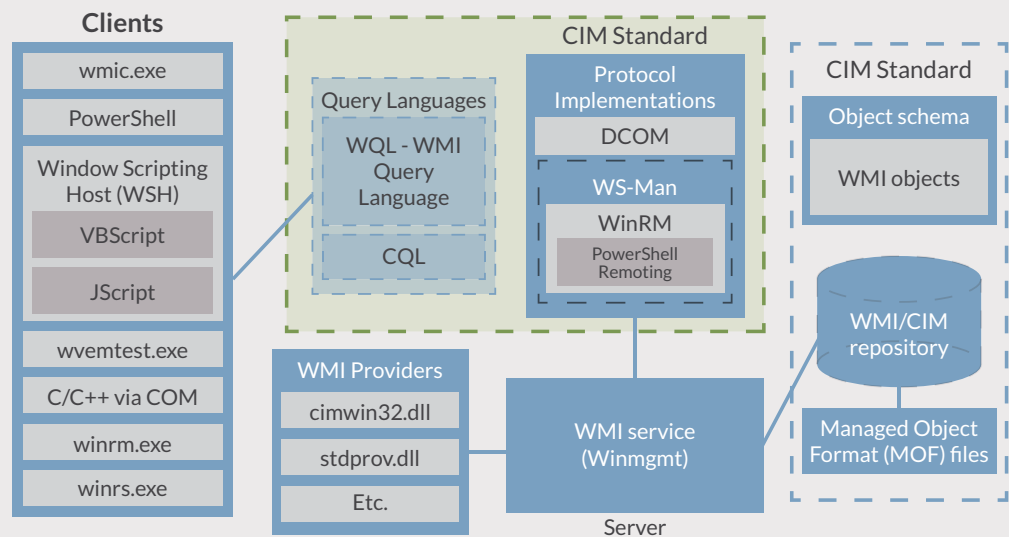 Clients
wmic.exe
PowerShell
Window Scripting
Host (WSH)
VBScript
JScript
wvemtest.exe
C/C++ via COM
winrm.exe
winrs.exe
CIM Standard
Query Languages
WQL - WMI
Query
Language
CQL
Protocol
Implementations
DCOM
WS-Man
WinRM
PowerShell
Remoting
WMI Providers
cimwin32.dll
stdprov.dll
Etc.
WMI service
(Winmgmt)
Server
CIM Standard
Object schema
WMI objects
WMI/CIM
repository
Managed Object
Format (MOF) files